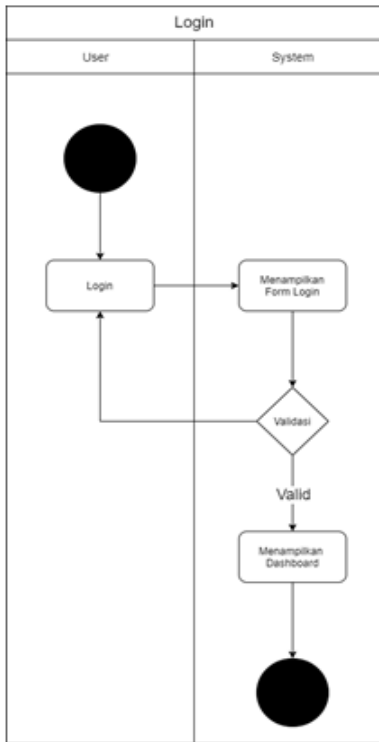 Login
User
System
Login
Menampilkan
Form Login
Validasi
Valid
Menampilkan
Dashboard